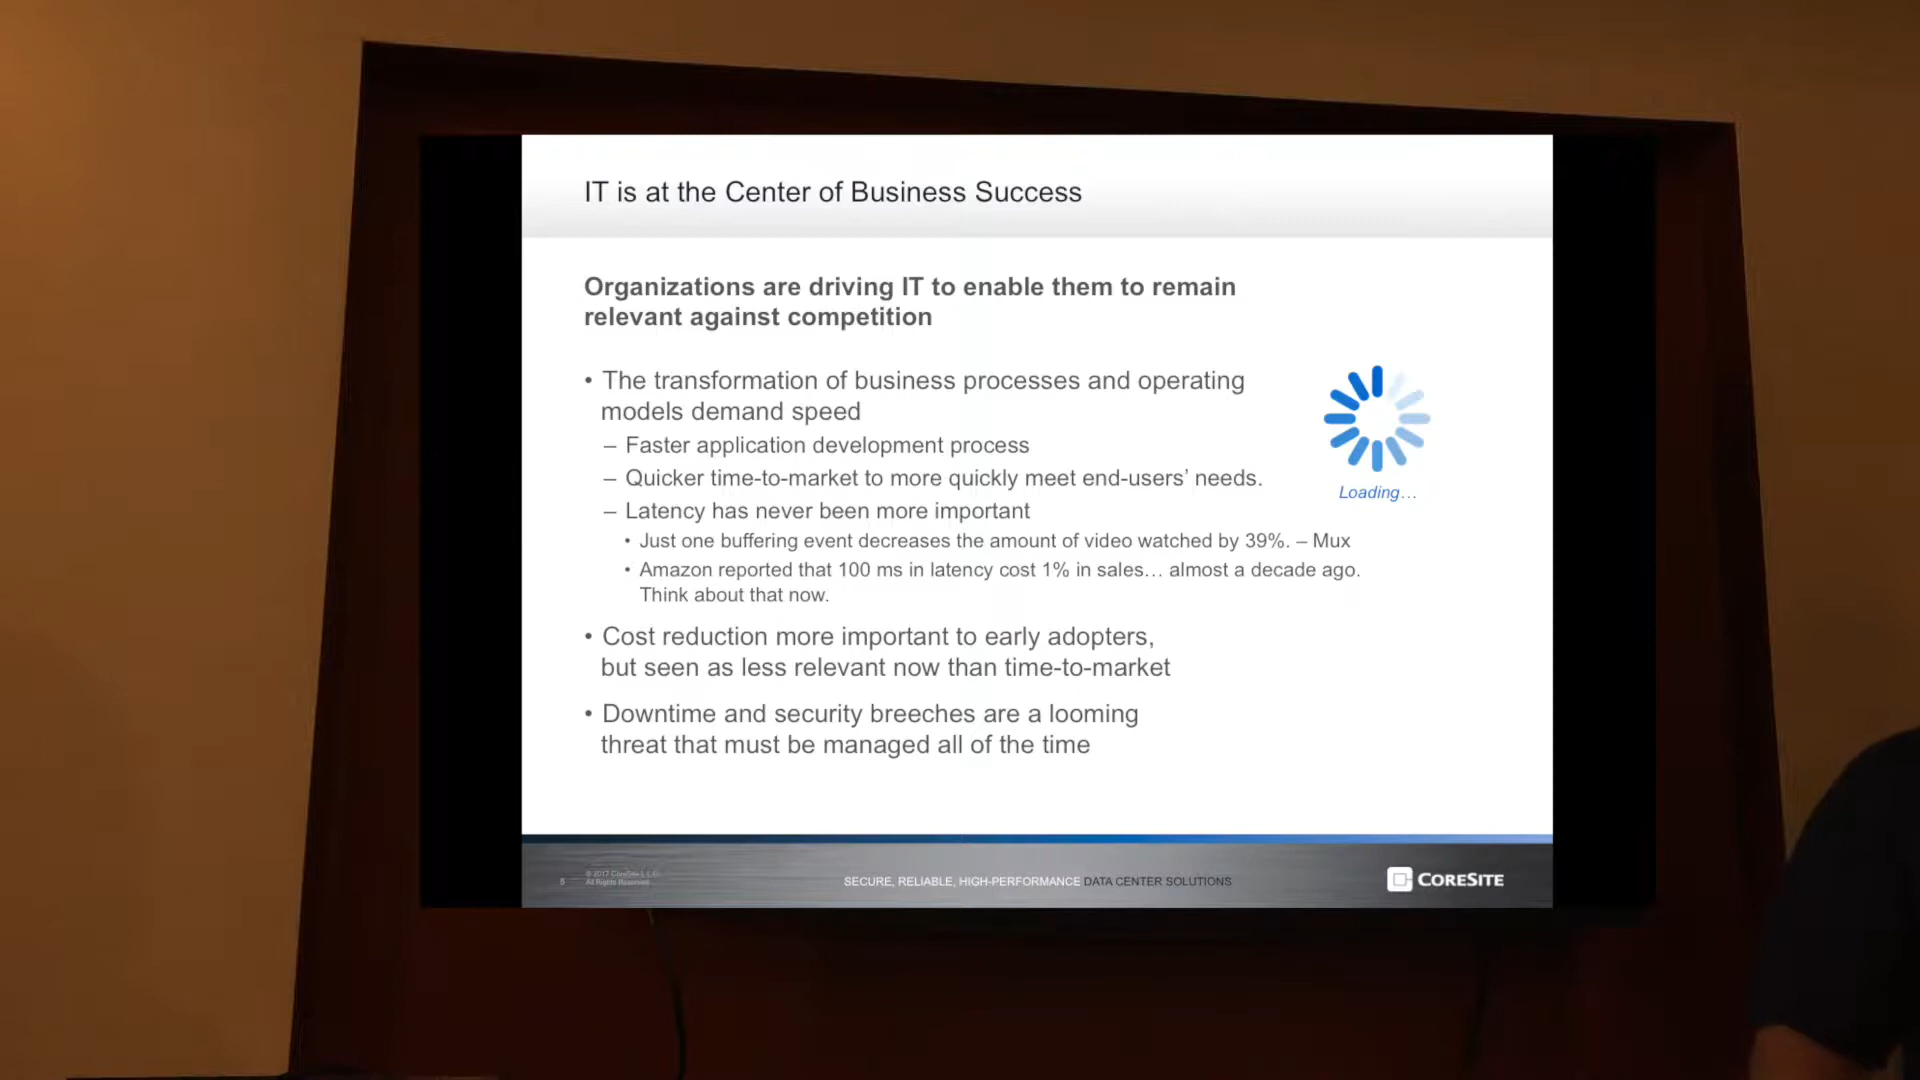 IT is at the Center of Business Success
Organizations are driving IT to enable them to remain
relevant against competition
• The transformation of business processes and operating
models demand speed
– Faster application development process
– Quicker time-to-market to more quickly meet end-users’ needs.
– Latency has never been more important
• Just one buffering event decreases the amount of video watched by 39%. – Mux
• Amazon reported that 100 ms in latency cost 1% in sales… almost a decade ago.
Think about that now.
• Cost reduction more important to early adopters,
but seen as less relevant now than time-to-market
• Downtime and security breeches are a looming
threat that must be managed all of the time
Loading…
5
© 2017 CoreSite L.L.C.
All Rights Reserved
SECURE, RELIABLE, HIGH-PERFORMANCE DATA CENTER SOLUTIONS
CORESITE